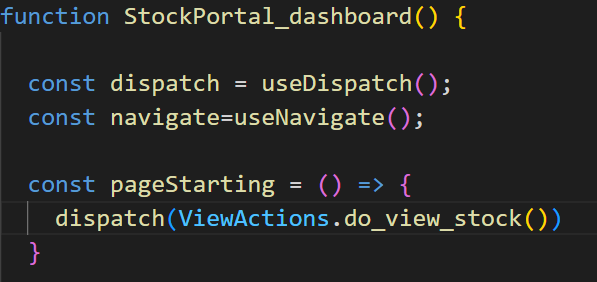 function StockPortal_dashboard() {
const dispatch = useDispatch();
const navigate=useNavigate();
const pageStarting = () => {
dispatch(ViewActions.do_view_stock())
}